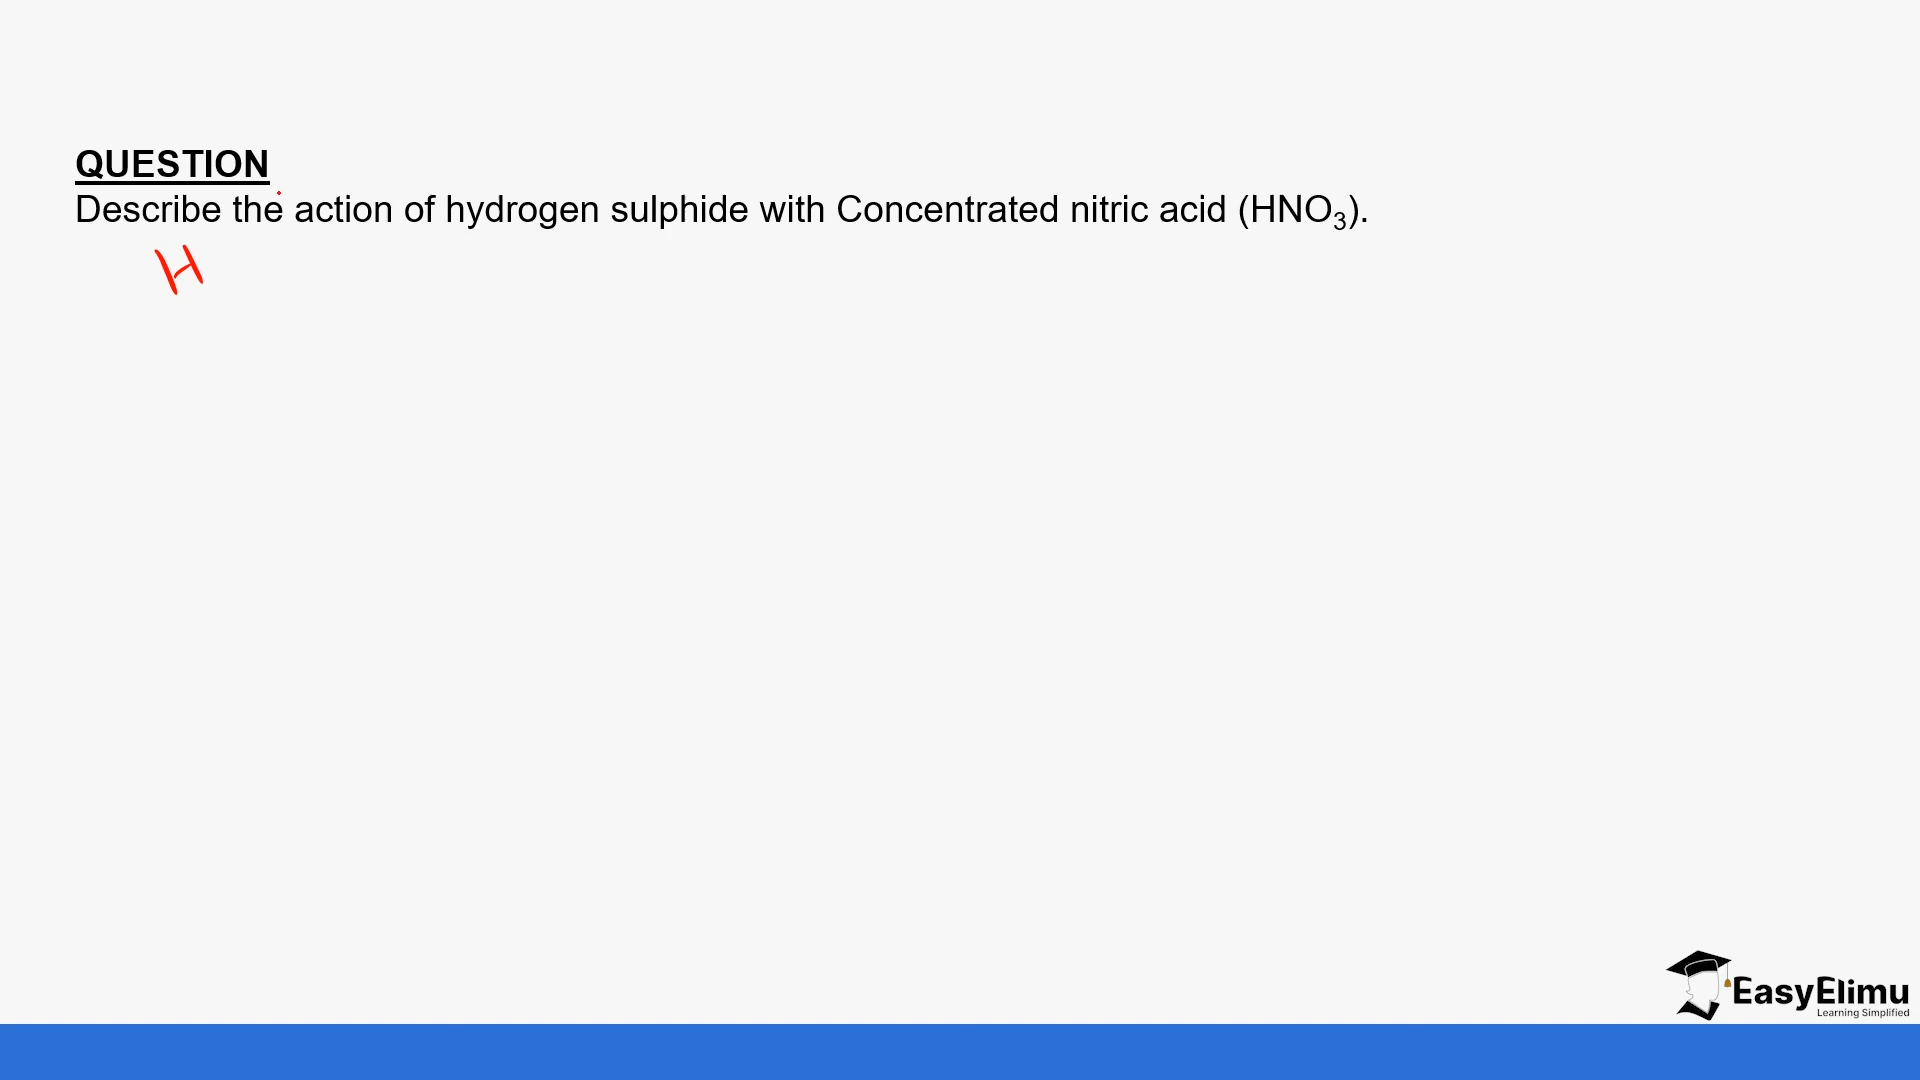 QUESTION
Describe the action of hydrogen sulphide with Concentrated nitric acid (HNO₃).
H
EasyElimu
Learning Simplified